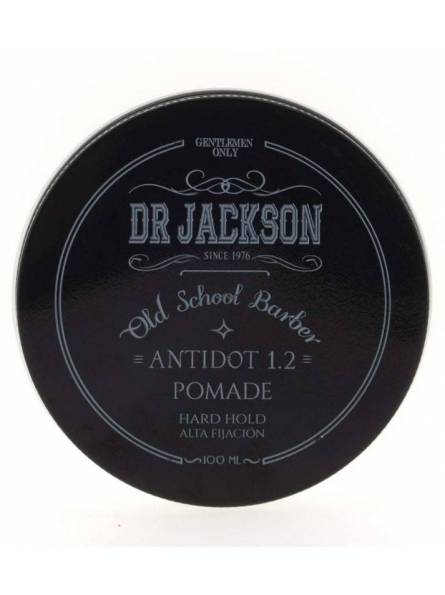 GENTLEMEN
ONLY
DR JACKSON
SINCE 1976
Old School Barber
ANTIDOT 1.2
POMADE
HARD HOLD
ALTA FIJACIÓN
100 ML